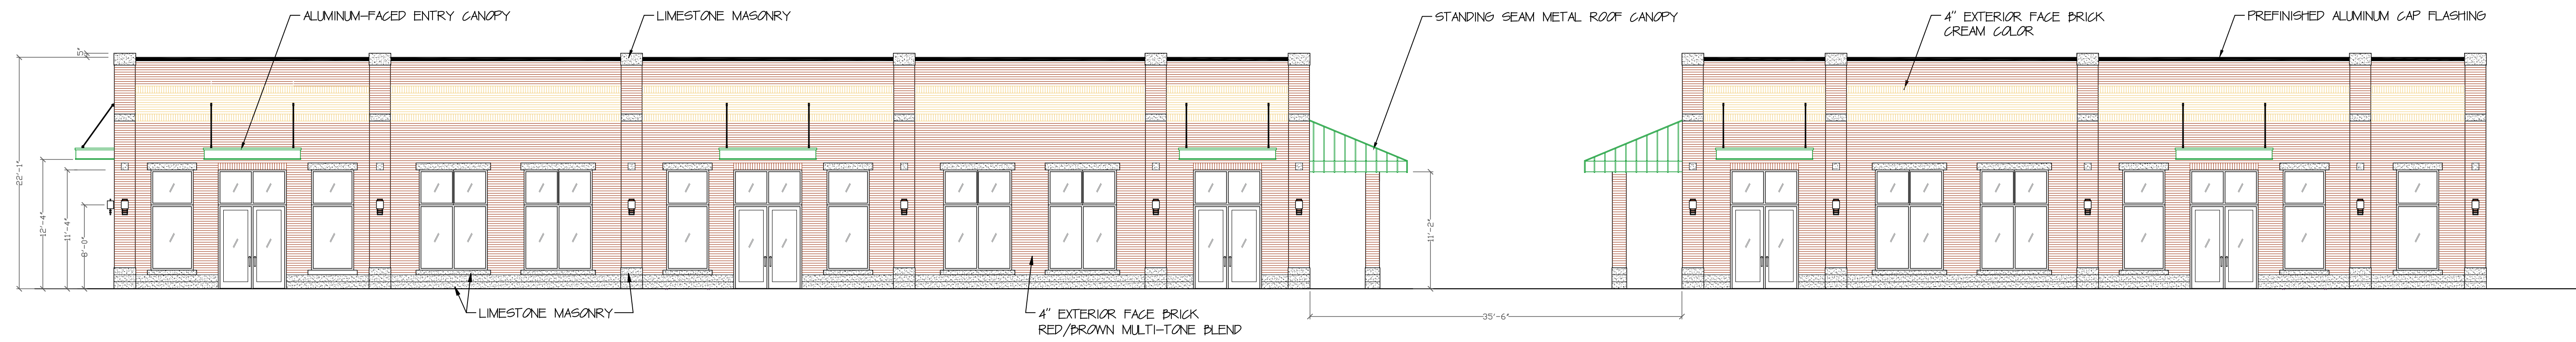 ALUMINUM-FACED ENTRY CANOPY
LIMESTONE MASONRY
STANDING SEAM METAL ROOF CANOPY
4" EXTERIOR FACE BRICK
CREAM COLOR
PREFINISHED ALUMINUM CAP FLASHING
5"
22'-1"
12'-4"
11'-4"
8'-0"
11'-2"
LIMESTONE MASONRY
4" EXTERIOR FACE BRICK
RED/BROWN MULTI-TONE BLEND
35'-6"